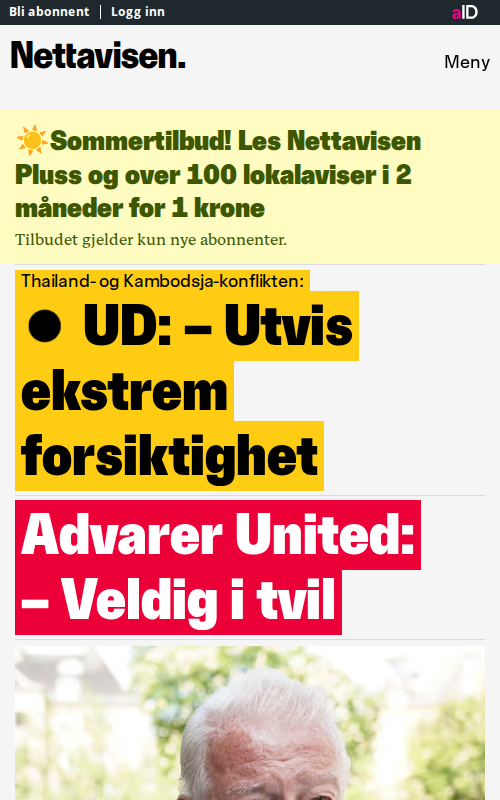 Bli abonnent | Logg inn
aID
Nettavisen.
Meny
☀️Sommertilbud! Les Nettavisen
Pluss og over 100 lokalaviser i 2
måneder for 1 krone
Tilbudet gjelder kun nye abonnenter.
Thailand- og Kambodsja-konflikten:
● UD: – Utvis
ekstrem
forsiktighet
Advarer United:
– Veldig i tvil